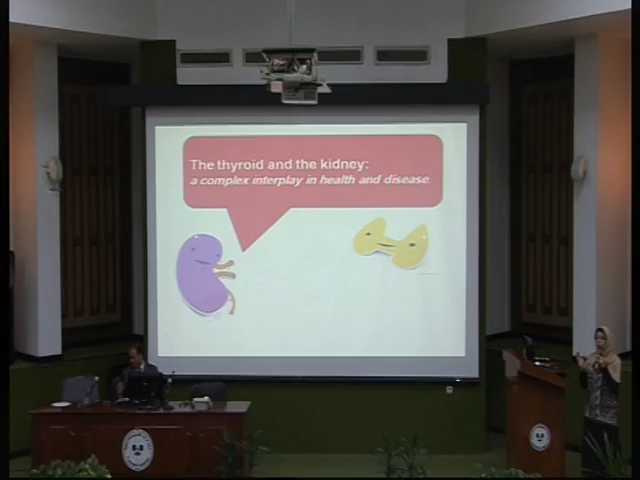 The thyroid and the kidney:
a complex interplay in health and disease.